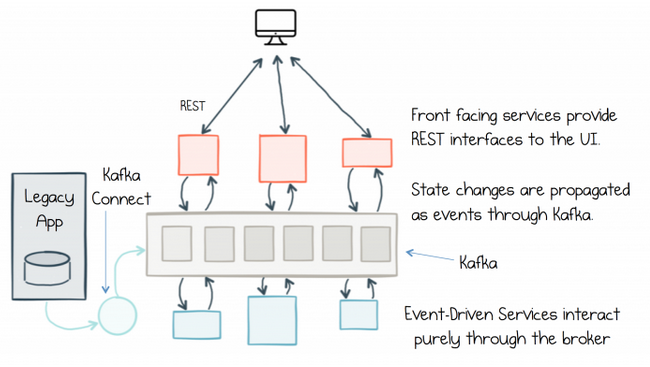 REST
Front facing services provide
REST interfaces to the UI.
Legacy
App
Kafka
Connect
State changes are propagated
as events through Kafka.
Kafka
Event-Driven Services interact
purely through the broker